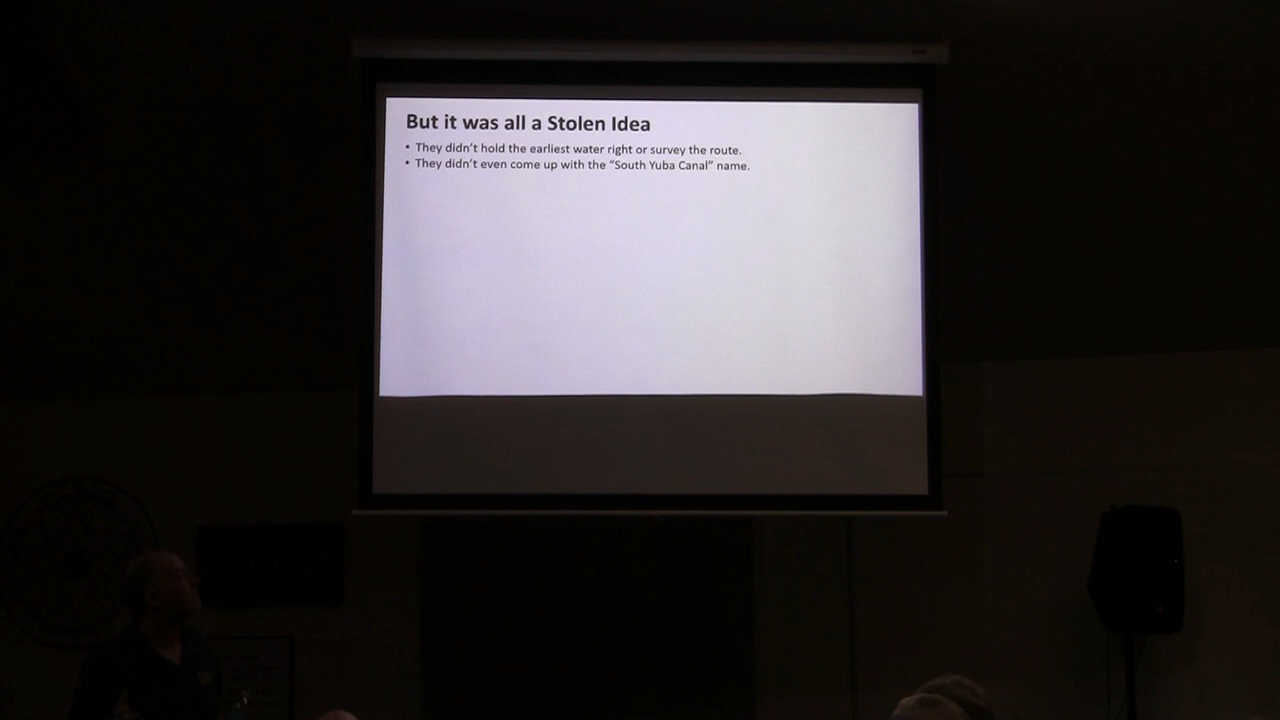 But it was all a Stolen Idea
• They didn't hold the earliest water right or survey the route.
• They didn't even come up with the “South Yuba Canal” name.